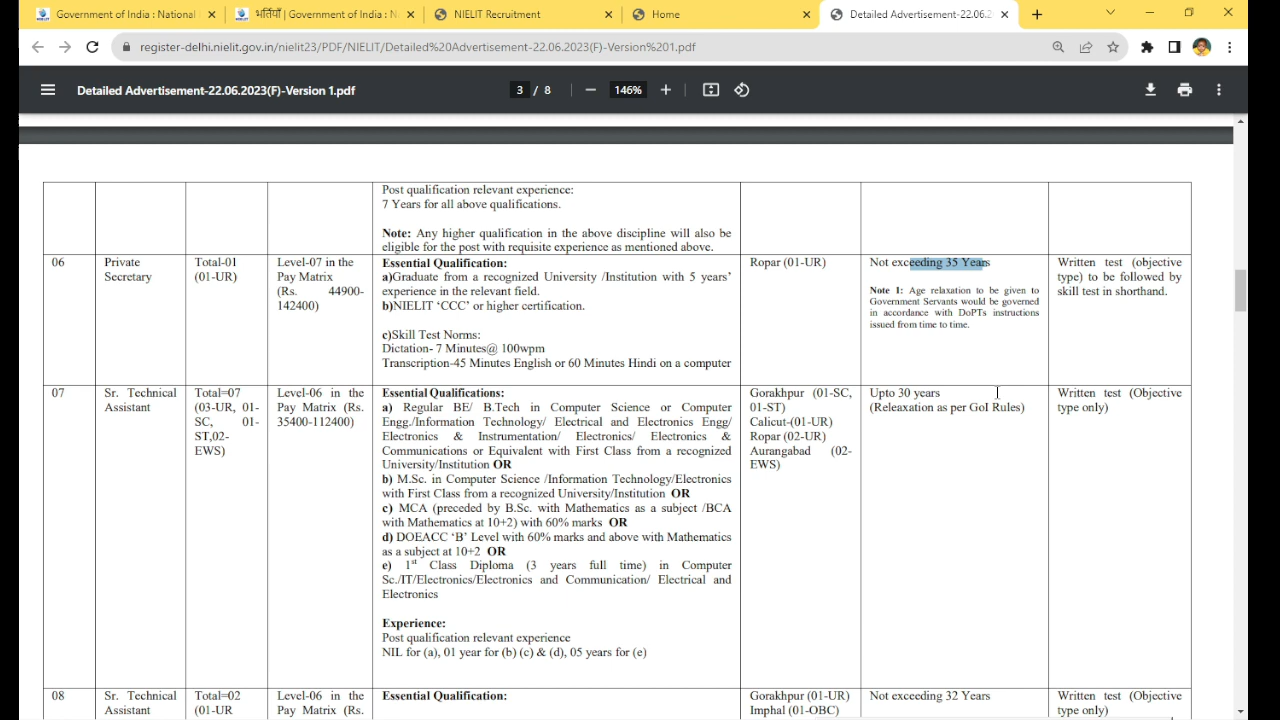 Government of India : National
भर्तियाँ | Government of India : N
NIELIT Recruitment
Home
Detailed Advertisement-22.06.2
register-delhi.nielit.gov.in/nielit23/PDF/NIELIT/Detailed%20Advertisement-22.06.2023(F)-Version%201.pdf
Detailed Advertisement-22.06.2023(F)-Version 1.pdf
3 / 8
146%
Post qualification relevant experience:
7 Years for all above qualifications.
Note: Any higher qualification in the above discipline will also be
eligible for the post with requisite experience as mentioned above.
06
Private
Secretary
Total-01
(01-UR)
Level-07 in the
Pay Matrix
(Rs. 44900-
142400)
Essential Qualification:
a)Graduate from a recognized University /Institution with 5 years’
experience in the relevant field.
b)NIELIT ‘CCC’ or higher certification.
c)Skill Test Norms:
Dictation- 7 Minutes@ 100wpm
Transcription-45 Minutes English or 60 Minutes Hindi on a computer
Ropar (01-UR)
Not exceeding 35 Years
Note 1: Age relaxation to be given to
Government Servants would be governed
in accordance with DoPTs instructions
issued from time to time.
Written test (objective
type) to be followed by
skill test in shorthand.
07
Sr. Technical
Assistant
Total=07
(03-UR, 01-
SC, 01-
ST,02-
EWS)
Level-06 in the
Pay Matrix (Rs.
35400-112400)
Essential Qualifications:
a) Regular BE/ B.Tech in Computer Science or Computer
Engg./Information Technology/ Electrical and Electronics Engg/
Electronics & Instrumentation/ Electronics/ Electronics &
Communications or Equivalent with First Class from a recognized
University/Institution OR
b) M.Sc. in Computer Science /Information Technology/Electronics
with First Class from a recognized University/Institution OR
c) MCA (preceded by B.Sc. with Mathematics as a subject /BCA
with Mathematics at 10+2) with 60% marks OR
d) DOEACC ‘B’ Level with 60% marks and above with Mathematics
as a subject at 10+2 OR
e) 1st Class Diploma (3 years full time) in Computer
Sc./IT/Electronics/Electronics and Communication/ Electrical and
Electronics
Experience:
Post qualification relevant experience
NIL for (a), 01 year for (b) (c) & (d), 05 years for (e)
Gorakhpur (01-SC,
01-ST)
Calicut-(01-UR)
Ropar (02-UR)
Aurangabad (02-
EWS)
Upto 30 years
(Releaxation as per GoI Rules)
Written test (Objective
type only)
08
Sr. Technical
Assistant
Total=02
(01-UR
Level-06 in the
Pay Matrix (Rs.
Essential Qualification:
Gorakhpur (01-UR)
Imphal (01-OBC)
Not exceeding 32 Years
Written test (Objective
type only)